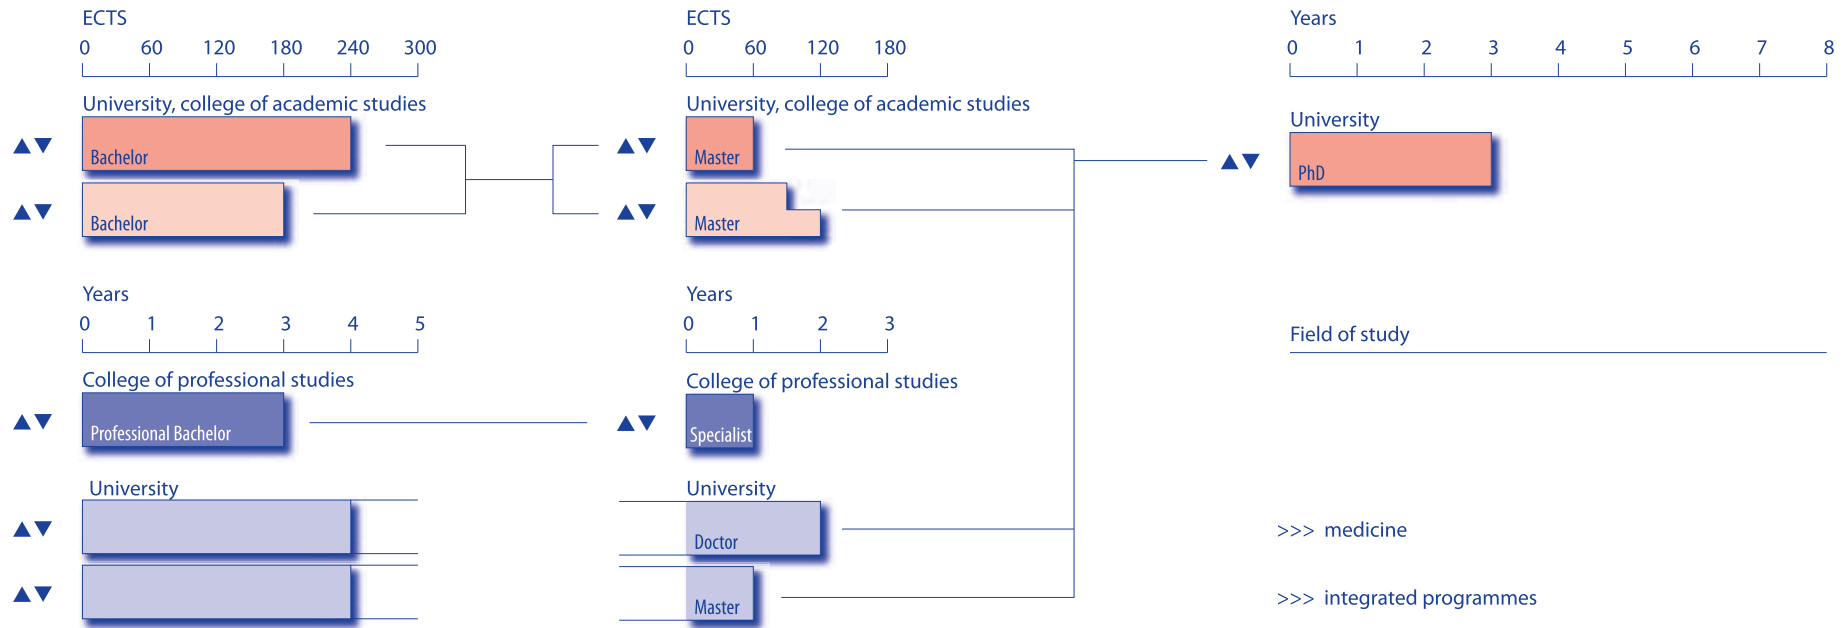 ECTS
0 60 120 180 240 300
University, college of academic studies
Bachelor
Bachelor
Years
0 1 2 3 4 5
College of professional studies
Professional Bachelor
University
ECTS
0 60 120 180
University, college of academic studies
Master
Master
Years
0 1 2 3
College of professional studies
Specialist
University
Doctor
Master
Years
0 1 2 3 4 5 6 7 8
University
PhD
Field of study
>>> medicine
>>> integrated programmes